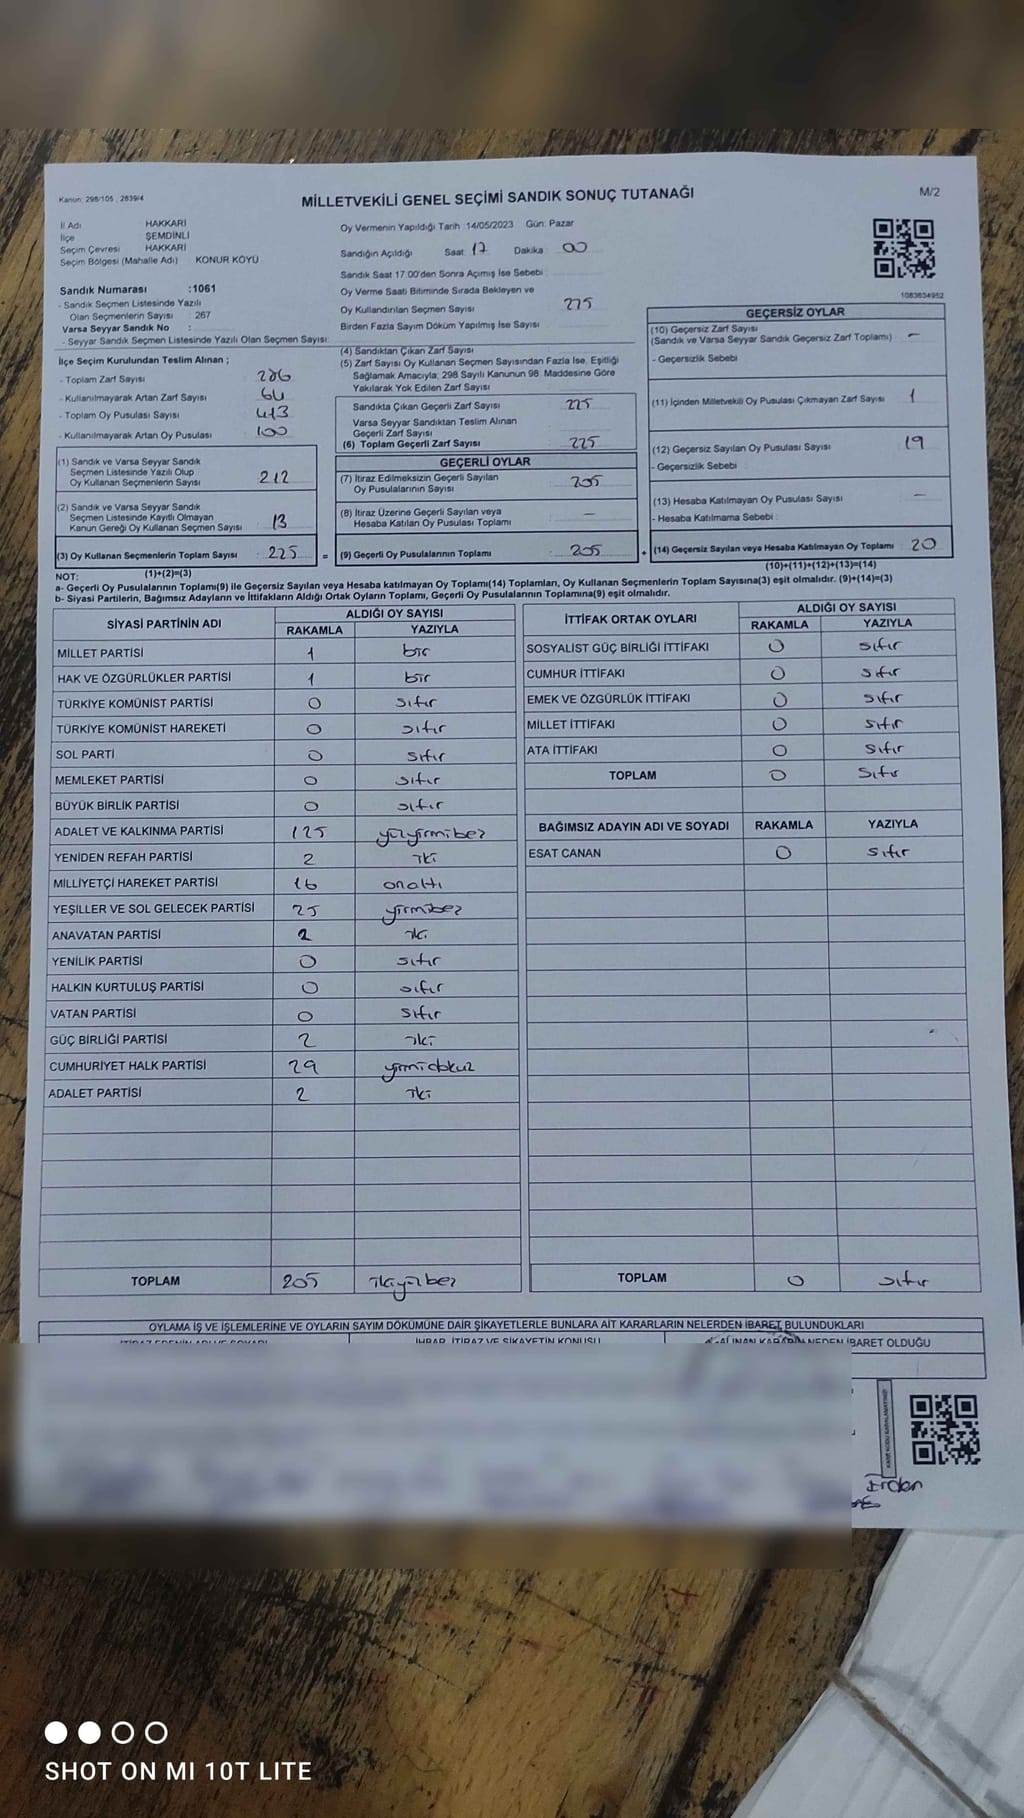 Kanun: 298/105 , 2839/4
MİLLETVEKİLİ GENEL SEÇİMİ SANDIK SONUÇ TUTANAĞI
M/2
İl Adı HAKKARİ
İlçe ŞEMDİNLİ
Seçim Çevresi HAKKARİ
Seçim Bölgesi (Mahalle Adı) KONUR KÖYÜ
Sandık Numarası :1061
- Sandık Seçmen Listesinde Yazılı
Olan Seçmenlerin Sayısı : 267
Varsa Seyyar Sandık No :
- Seyyar Sandık Seçmen Listesinde Yazılı Olan Seçmen Sayısı:
Oy Vermenin Yapıldığı Tarih :14/05/2023 Gün: Pazar
Sandığın Açıldığı Saat 17 Dakika 00
Sandık Saat 17:00'den Sonra Açımış İse Sebebi :
Oy Verme Saati Bitiminde Sırada Bekleyen ve
Oy Kullandırılan Seçmen Sayısı 225
Birden Fazla Sayım Döküm Yapılmış İse Sayısı
1083634952
İlçe Seçim Kurulundan Teslim Alınan ;
- Toplam Zarf Sayısı : 286
- Kullanılmayarak Artan Zarf Sayısı : 64
- Toplam Oy Pusulası Sayısı : 413
- Kullanılmayarak Artan Oy Pusulası : 100
(4) Sandıktan Çıkan Zarf Sayısı
(5) Zarf Sayısı Oy Kullanan Seçmen Sayısından Fazla İse, Eşitliği
Sağlamak Amacıyla, 298 Sayılı Kanunun 98. Maddesine Göre
Yakılarak Yok Edilen Zarf Sayısı
Sandıkta Çıkan Geçerli Zarf Sayısı 225
Varsa Seyyar Sandıktan Teslim Alınan
Geçerli Zarf Sayısı
(6) Toplam Geçerli Zarf Sayısı 225
GEÇERSİZ OYLAR
(10) Geçersiz Zarf Sayısı
(Sandık ve Varsa Seyyar Sandık Geçersiz Zarf Toplamı) : -
- Geçersizlik Sebebi
(11) İçinden Milletvekili Oy Pusulası Çıkmayan Zarf Sayısı 1
(12) Geçersiz Sayılan Oy Pusulası Sayısı 19
- Geçersizlik Sebebi
(13) Hesaba Katılmayan Oy Pusulası Sayısı -
- Hesaba Katılmama Sebebi :
(14) Geçersiz Sayılan veya Hesaba Katılmayan Oy Toplamı : 20
(10)+(11)+(12)+(13)=(14)
(1) Sandık ve Varsa Seyyar Sandık
Seçmen Listesinde Yazılı Olup
Oy Kullanan Seçmenlerin Sayısı : 212
(2) Sandık ve Varsa Seyyar Sandık
Seçmen Listesinde Kayıtlı Olmayan
Kanun Gereği Oy Kullanan Seçmen Sayısı : 13
(3) Oy Kullanan Seçmenlerin Toplam Sayısı : 225 =
(1)+(2)=(3)
GEÇERLİ OYLAR
(7) İtiraz Edilmeksizin Geçerli Sayılan
Oy Pusulalarının Sayısı 205
(8) İtiraz Üzerine Geçerli Sayılan veya
Hesaba Katılan Oy Pusulası Toplamı : -
(9) Geçerli Oy Pusulalarının Toplamı : 205 +
NOT:
a- Geçerli Oy Pusulaları Toplamı(9) ile Geçersiz Sayılan veya Hesaba katılmayan Oy Toplamı(14) Toplamları, Oy Kullanan Seçmenlerin Toplam Sayısına(3) eşit olmalıdır. (9)+(14)=(3)
b- Siyasi Partilerin, Bağımsız Adayların ve İttifakların Aldığı Ortak Oyların Toplamı, Geçerli Oy Pusulalarının Toplamına(9) eşit olmalıdır.
SİYASİ PARTİNİN ADI ALDIĞI OY SAYISI
RAKAMLA YAZIYLA
MİLLET PARTİSİ 1 bir
HAK VE ÖZGÜRLÜKLER PARTİSİ 1 bir
TÜRKİYE KOMÜNİST PARTİSİ 0 sıfır
TÜRKİYE KOMÜNİST HAREKETİ 0 sıfır
SOL PARTİ 0 sıfır
MEMLEKET PARTİSİ 0 sıfır
BÜYÜK BİRLİK PARTİSİ 0 sıfır
ADALET VE KALKINMA PARTİSİ 125 yüzyirmibeş
YENİDEN REFAH PARTİSİ 2 iki
MİLLİYETÇİ HAREKET PARTİSİ 16 onaltı
YEŞİLLER VE SOL GELECEK PARTİSİ 25 yirmibeş
ANAVATAN PARTİSİ 2 iki
YENİLİK PARTİSİ 0 sıfır
HALKIN KURTULUŞ PARTİSİ 0 sıfır
VATAN PARTİSİ 0 sıfır
GÜÇ BİRLİĞİ PARTİSİ 2 iki
CUMHURİYET HALK PARTİSİ 29 yirmidokuz
ADALET PARTİSİ 2 iki
TOPLAM 205 ikiyüzbeş
İTTİFAK ORTAK OYLARI ALDIĞI OY SAYISI
RAKAMLA YAZIYLA
SOSYALİST GÜÇ BİRLİĞİ İTTİFAKI 0 sıfır
CUMHUR İTTİFAKI 0 sıfır
EMEK VE ÖZGÜRLÜK İTTİFAKI 0 sıfır
MİLLET İTTİFAKI 0 sıfır
ATA İTTİFAKI 0 sıfır
TOPLAM 0 sıfır
BAĞIMSIZ ADAYIN ADI VE SOYADI RAKAMLA YAZIYLA
ESAT CANAN 0 sıfır
TOPLAM 0 sıfır
OYLAMA İŞ VE İŞLEMLERİNE VE OYLARIN SAYIM DÖKÜMÜNE DAİR ŞİKAYETLERLE BUNLARA AİT KARARLARIN NELERDEN İBARET BULUNDUKLARI
İTİRAZ EDENİN ADI VE SOYADI İHBAR, İTİRAZ VE ŞİKAYETİN KONUSU ALINAN KARARIN NEDEN İBARET OLDUĞU
SHOT ON MI 10T LITE